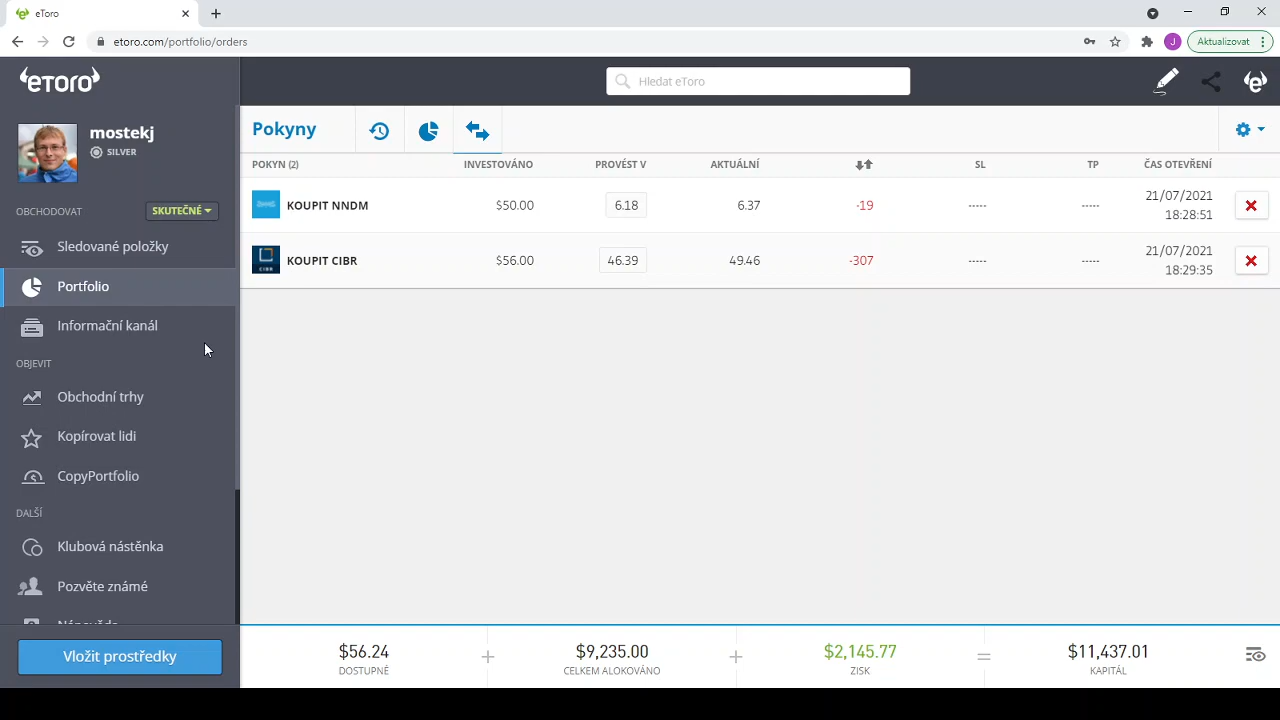 eToro
etoro.com/portfolio/orders
J
Aktualizovat
eToro
Hledat eToro
mostekj
SILVER
OBCHODOVAT
SKUTEČNÉ
Sledované položky
Portfolio
Informační kanál
OBJEVIT
Obchodní trhy
Kopírovat lidi
CopyPortfolio
DALŠÍ
Klubová nástěnka
Pozvěte známé
Nápověda
Vložit prostředky
Pokyny
POKYN (2) INVESTOVÁNO PROVÉST V AKTUÁLNÍ SL TP ČAS OTEVŘENÍ
KOUPIT NNDM $50.00 6.18 6.37 -19 ----- ----- 21/07/2021
18:28:51
CIBR
KOUPIT CIBR $56.00 46.39 49.46 -307 ----- ----- 21/07/2021
18:29:35
$56.24 + $9,235.00 + $2,145.77 = $11,437.01
DOSTUPNÉ CELKEM ALOKOVÁNO ZISK KAPITÁL